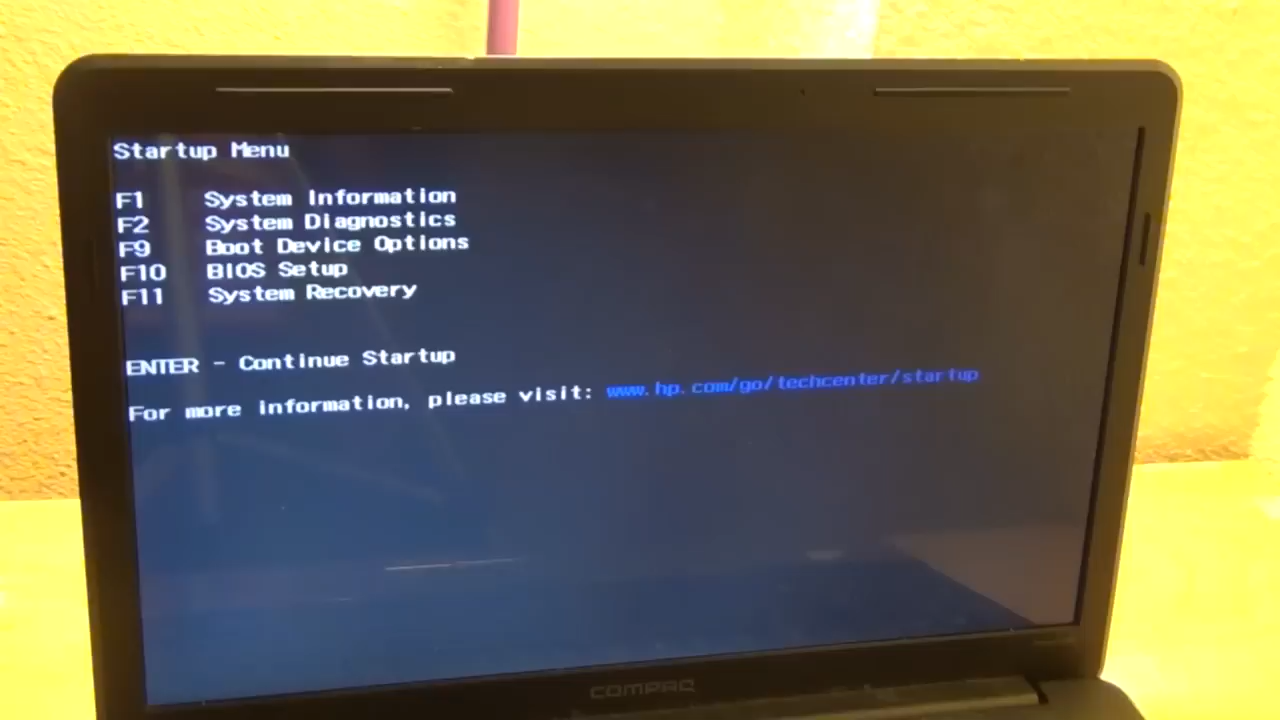 Startup Menu
F1 System Information
F2 System Diagnostics
F9 Boot Device Options
F10 BIOS Setup
F11 System Recovery
ENTER - Continue Startup
For more information, please visit: www.hp.com/go/techcenter/startup
COMPAQ